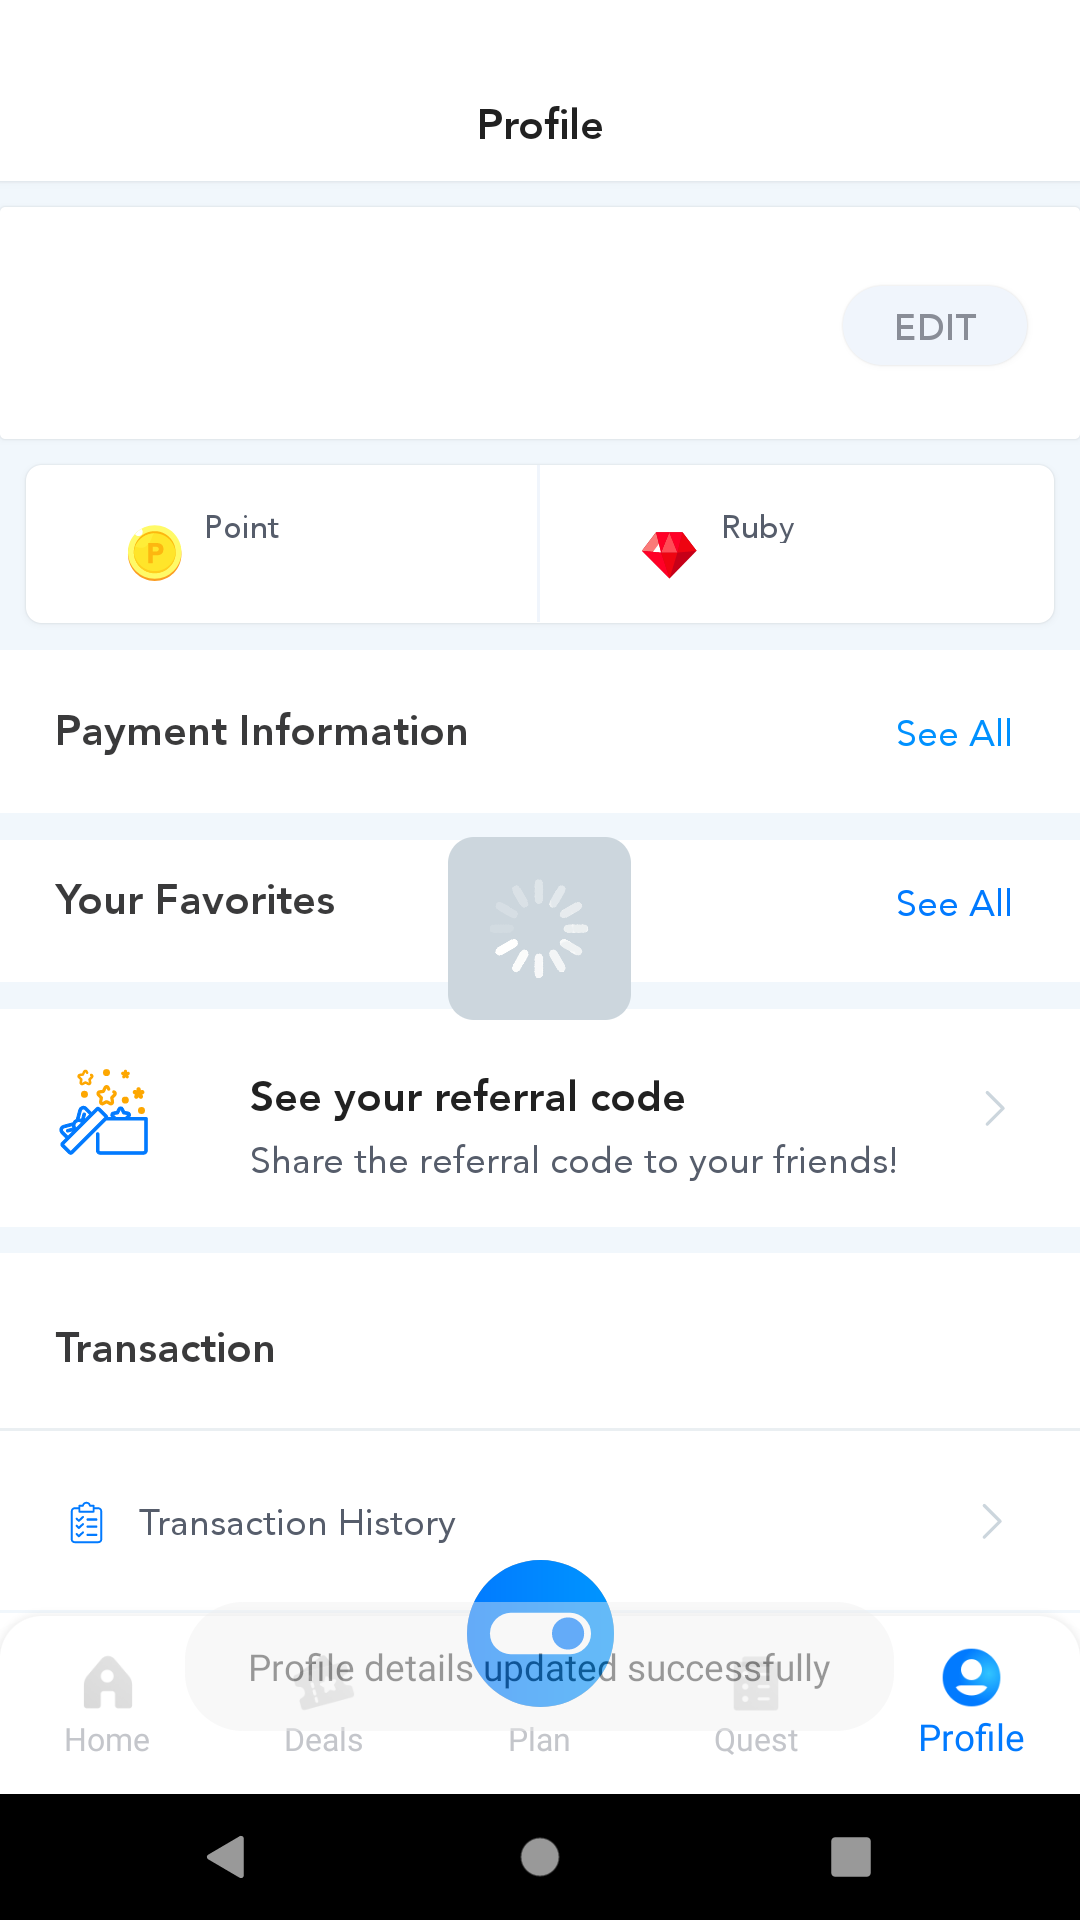 Profile
EDIT
Point
P
Ruby
Payment Information
See All
Your Favorites
See All
See your referral code
Share the referral code to your friends!
Transaction
Transaction History
Profile details updated successfully
Home
Deals
Plan
Quest
Profile